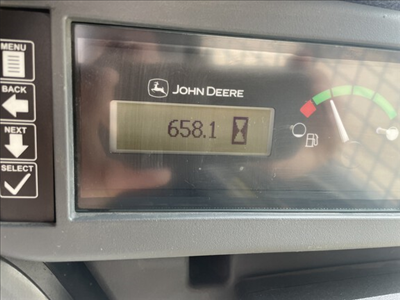 MENU
BACK
NEXT
SELECT
JOHN DEERE
658.1